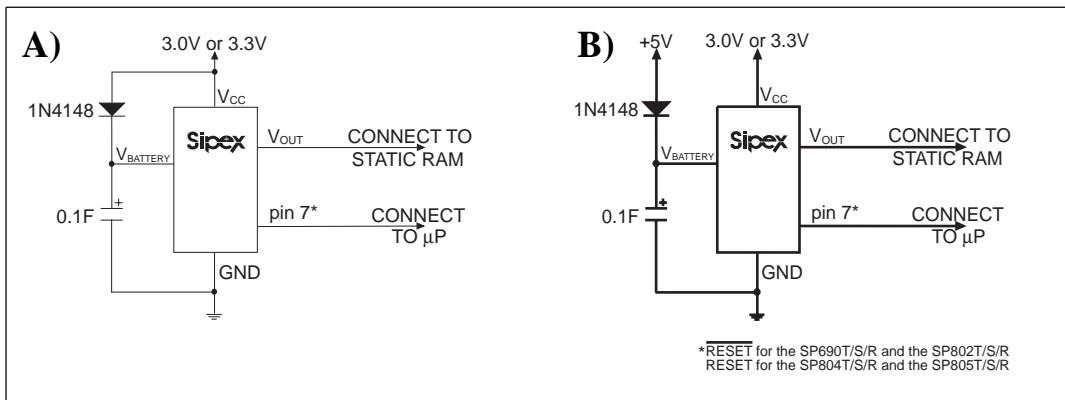 A)
3.0V or 3.3V
1N4148
VCC
Sipex
VOUT
CONNECT TO
STATIC RAM
VBATTERY
+
0.1F
pin 7*
CONNECT
TO µP
GND
B)
+5V
3.0V or 3.3V
1N4148
VCC
Sipex
VOUT
CONNECT TO
STATIC RAM
VBATTERY
+
0.1F
pin 7*
CONNECT
TO µP
GND
*RESET for the SP690T/S/R and the SP802T/S/R
RESET for the SP804T/S/R and the SP805T/S/R